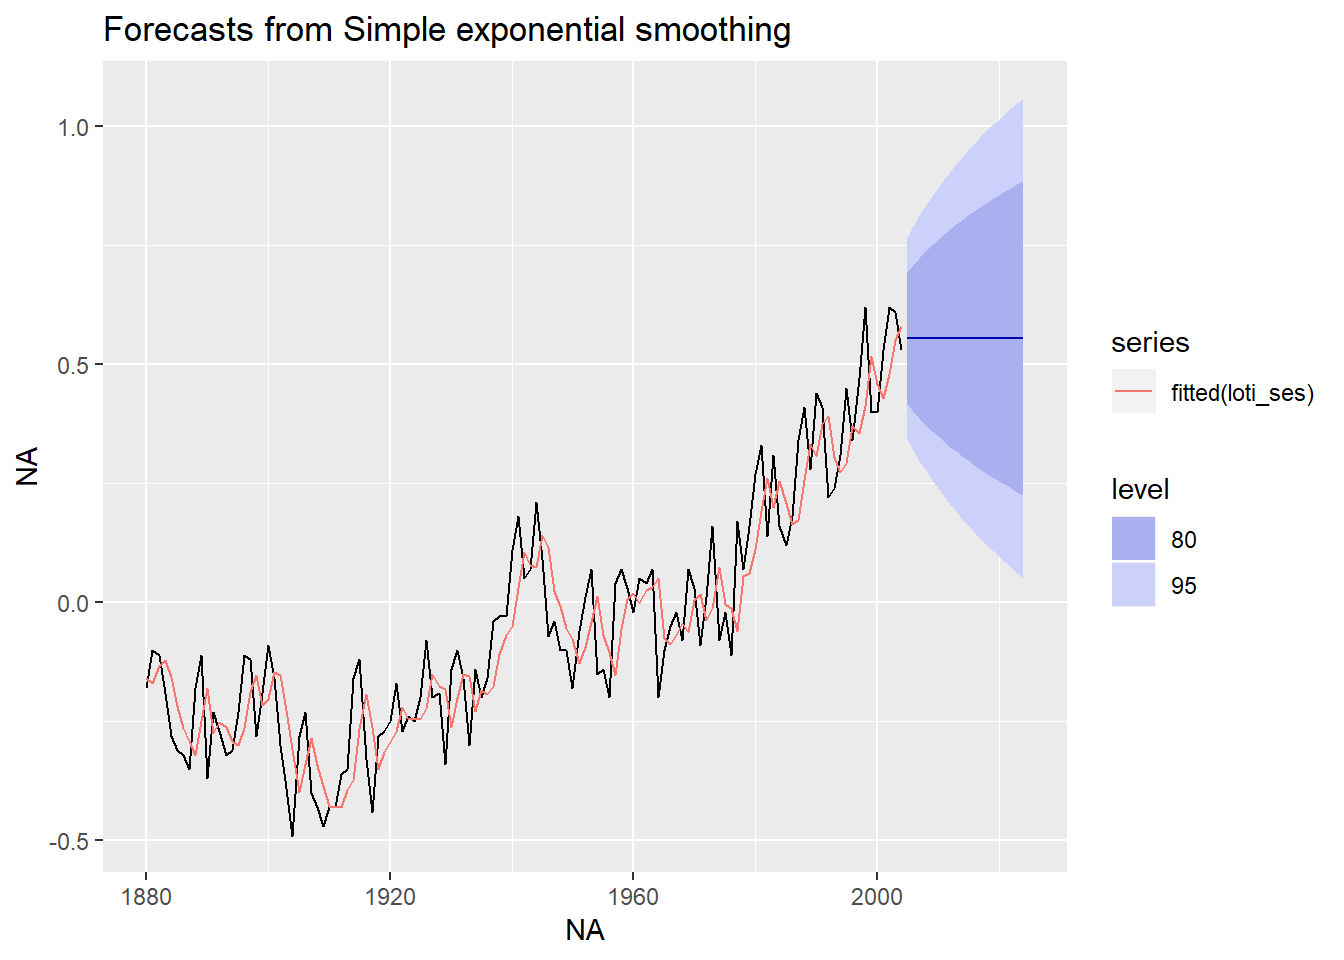 Forecasts from Simple exponential smoothing
1.0
0.5
0.0
-0.5
NA
1880
1920
1960
2000
NA
series
fitted(loti_ses)
level
80
95